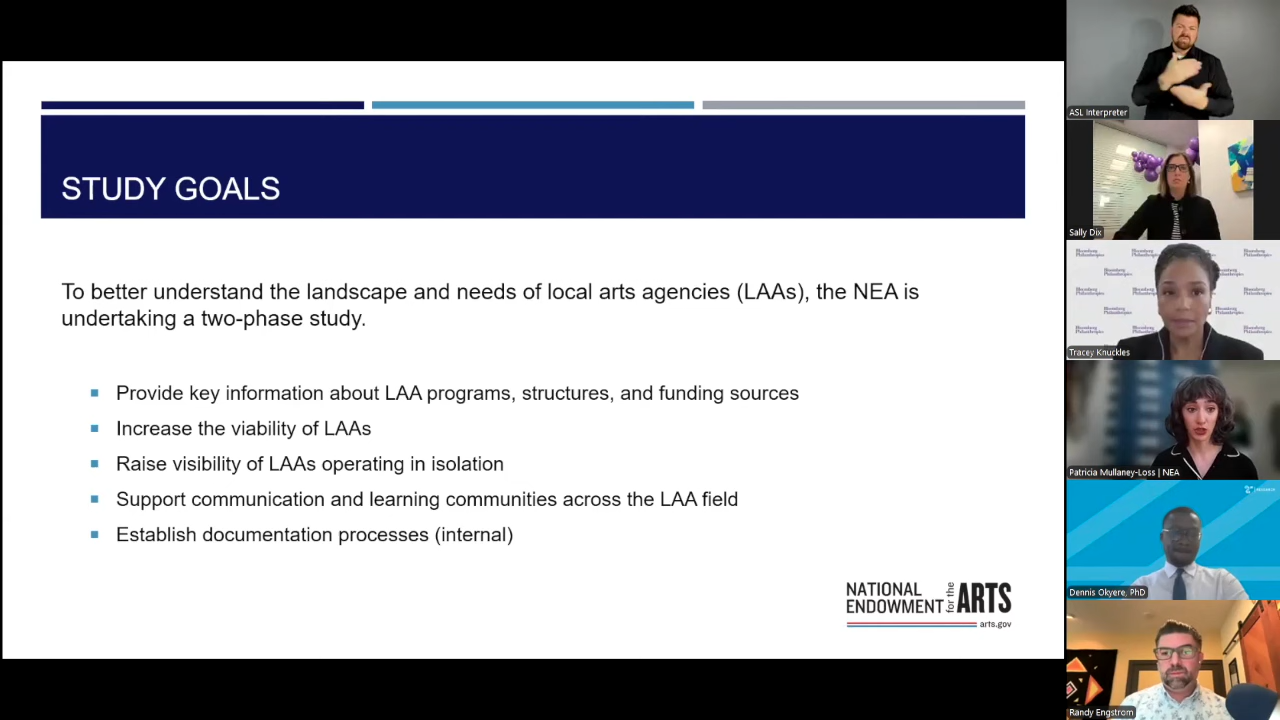 STUDY GOALS
To better understand the landscape and needs of local arts agencies (LAAs), the NEA is
undertaking a two-phase study.
Provide key information about LAA programs, structures, and funding sources
Increase the viability of LAAs
Raise visibility of LAAs operating in isolation
Support communication and learning communities across the LAA field
Establish documentation processes (internal)
NATIONAL
ENDOWMENT
for the
ARTS
arts.gov
ASL Interpreter
Sally Dix
Bloomberg
Philanthropies
Tracey Knuckles
Patricia Mullaney-Loss | NEA
Dennis Okyere, PhD
Randy Engstrom